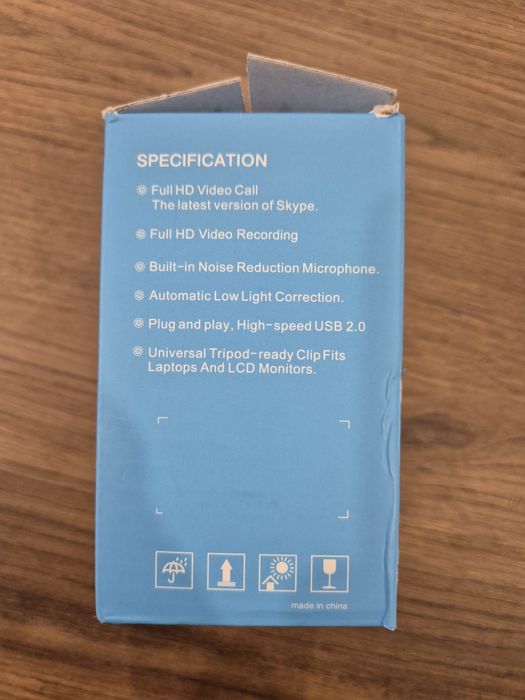 SPECIFICATION
Full HD Video Call
The latest version of Skype.
Full HD Video Recording
Built-in Noise Reduction Microphone.
Automatic Low Light Correction.
Plug and play, High-speed USB 2.0
Universal Tripod-ready Clip Fits
Laptops And LCD Monitors.
made in china